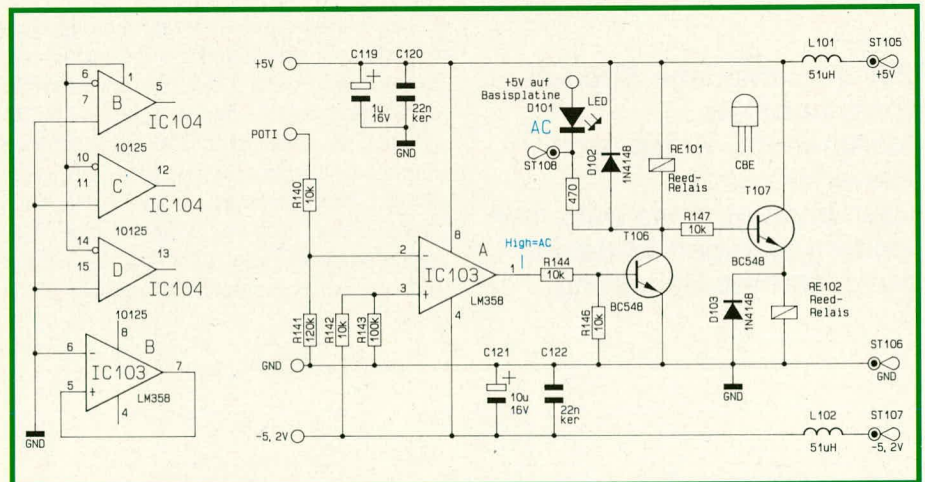 6
1
5
7
B
IC104
10125
10
12
11
C
IC104
10125
14
13
15
D
IC104
10125
8
B
6
-
IC103
7
5
+
4
LM358
GND
+5V
C119
C120
+
1u
16V
22n
ker
GND
POTI
R140
10k
R141
120k
R142
10k
R143
100k
2
-
3
+
8
A
IC103
1
4
LM358
High=AC
R144
10k
R146
10k
+5V auf
Basisplatine
D101
LED
AC
ST108
470
D102
1N4148
RE101
Reed-
Relais
CBE
T106
BC548
R147
10k
T107
BC548
D103
1N4148
RE102
Reed-
Relais
GND
L101
51uH
ST105
+5V
GND
C121
C122
+
10u
16V
22n
ker
ST106
GND
-5,2V
L102
51uH
ST107
-5,2V